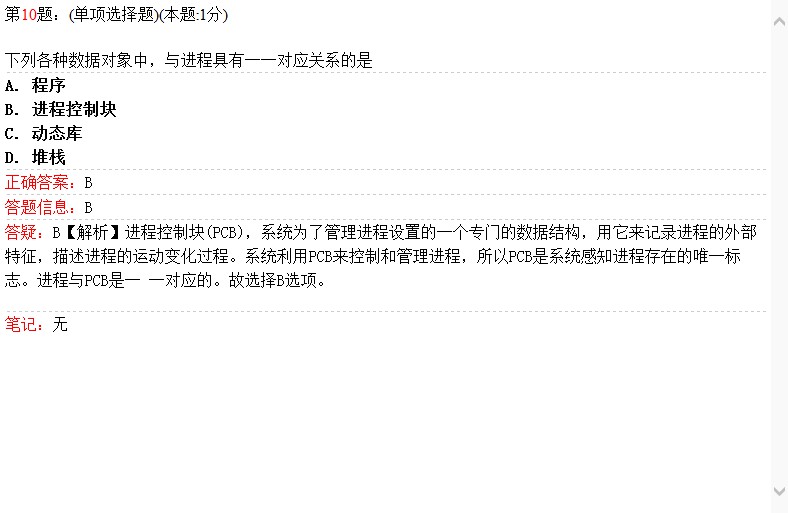 第10题：(单项选择题)(本题:1分)
下列各种数据对象中，与进程具有一一对应关系的是
A. 程序
B. 进程控制块
C. 动态库
D. 堆栈
正确答案：B
答题信息：B
答疑：B【解析】进程控制块(PCB)，系统为了管理进程设置的一个专门的数据结构，用它来记录进程的外部
特征，描述进程的运动变化过程。系统利用PCB来控制和管理进程，所以PCB是系统感知进程存在的唯一标
志。进程与PCB是一 一对应的。故选择B选项。
笔记：无